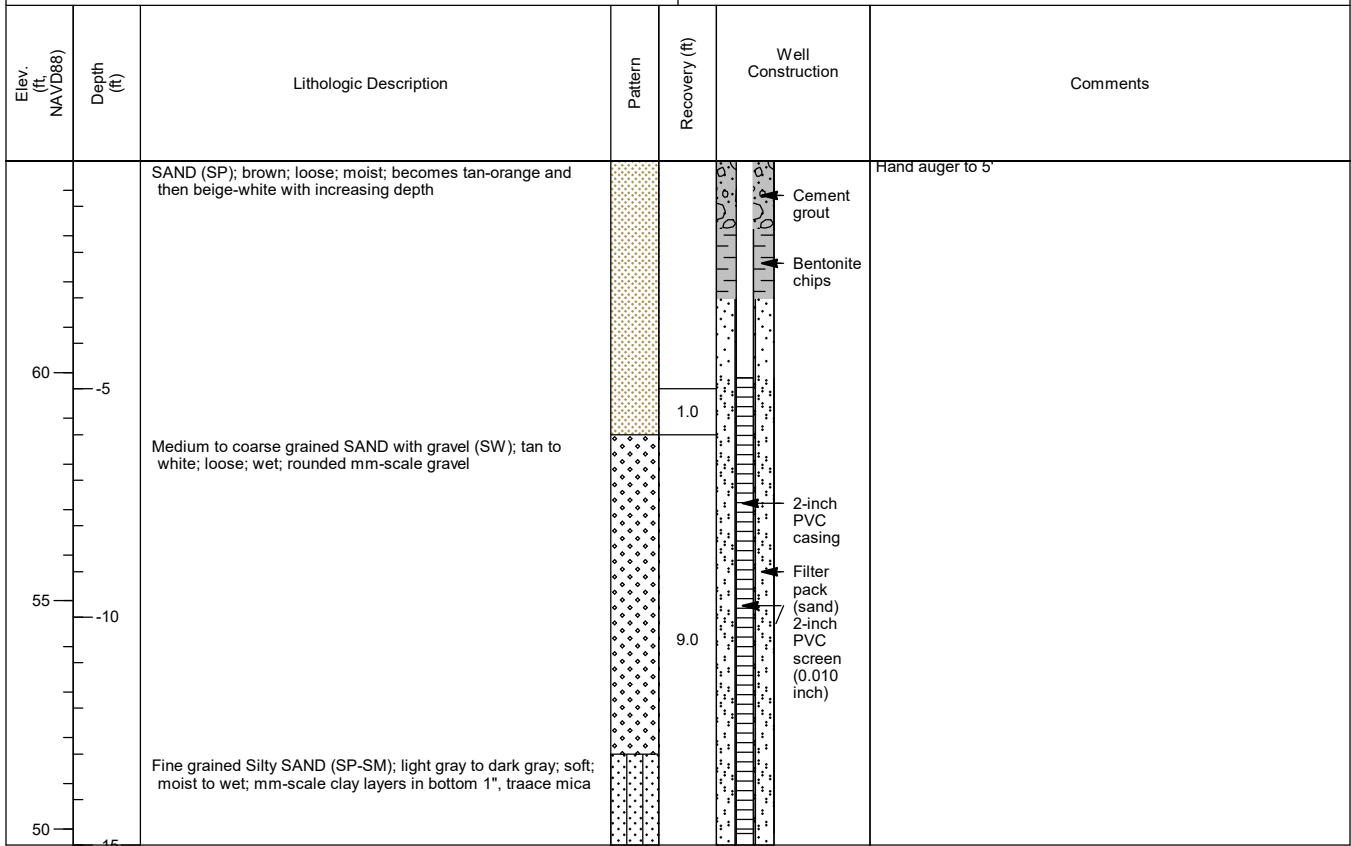 Elev.
(ft,
NAVD88)
Depth
(ft)
Lithologic Description
Pattern
Recovery (ft)
Well
Construction
Comments
SAND (SP); brown; loose; moist; becomes tan-orange and
then beige-white with increasing depth
Hand auger to 5'
Cement
grout
Bentonite
chips
60
-5
1.0
Medium to coarse grained SAND with gravel (SW); tan to
white; loose; wet; rounded mm-scale gravel
2-inch
PVC
casing
Filter
pack
(sand)
2-inch
PVC
screen
(0.010
inch)
55
-10
9.0
Fine grained Silty SAND (SP-SM); light gray to dark gray; soft;
moist to wet; mm-scale clay layers in bottom 1", traace mica
50
-15